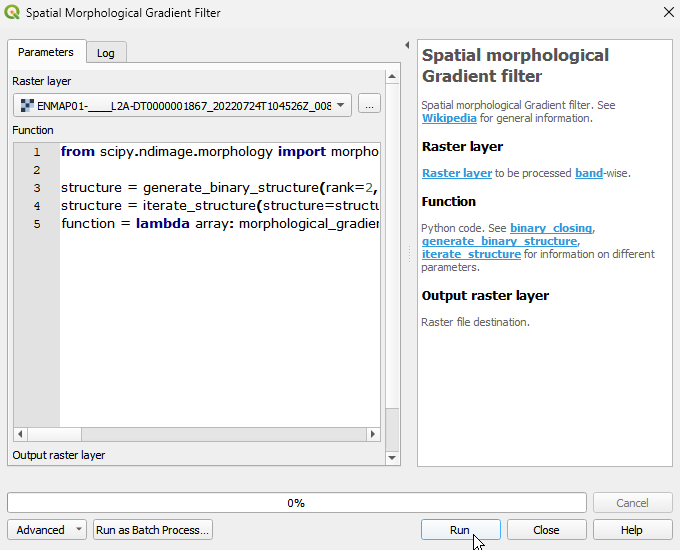 Spatial Morphological Gradient Filter
Parameters
Log
Raster layer
ENMAP01-____L2A-DT0000001867_20220724T104526Z_008
...
Function
1 from scipy.ndimage.morphology import morpho
2
3 structure = generate_binary_structure(rank=2,
4 structure = iterate_structure(structure=structu
5 function = lambda array: morphological_gradie
Output raster layer
Spatial morphological
Gradient filter
Spatial morphological Gradient filter. See
Wikipedia for general information.
Raster layer
Raster layer to be processed band-wise.
Function
Python code. See binary_closing,
generate_binary_structure,
iterate_structure for information on different
parameters.
Output raster layer
Raster file destination.
0%
Cancel
Advanced
Run as Batch Process...
Run
Close
Help